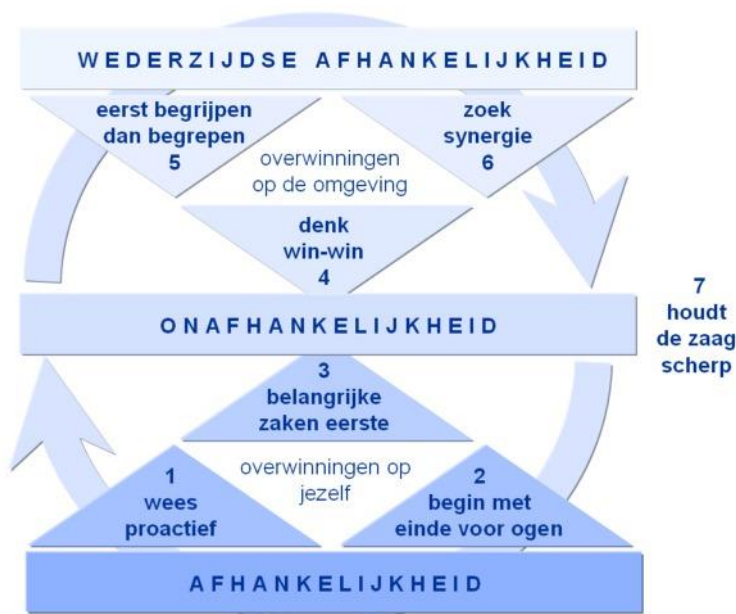 WEDERZIJDSE AFHANKELIJKHEID
eerst begrijpen
dan begrepen
5
zoek
synergie
6
overwinningen
op de omgeving
denk
win-win
4
ONAFHANKELIJKHEID
7
houdt
de zaag
scherp
3
belangrijke
zaken eerste
overwinningen op
jezelf
1
wees
proactief
2
begin met
einde voor ogen
AFHANKELIJKHEID